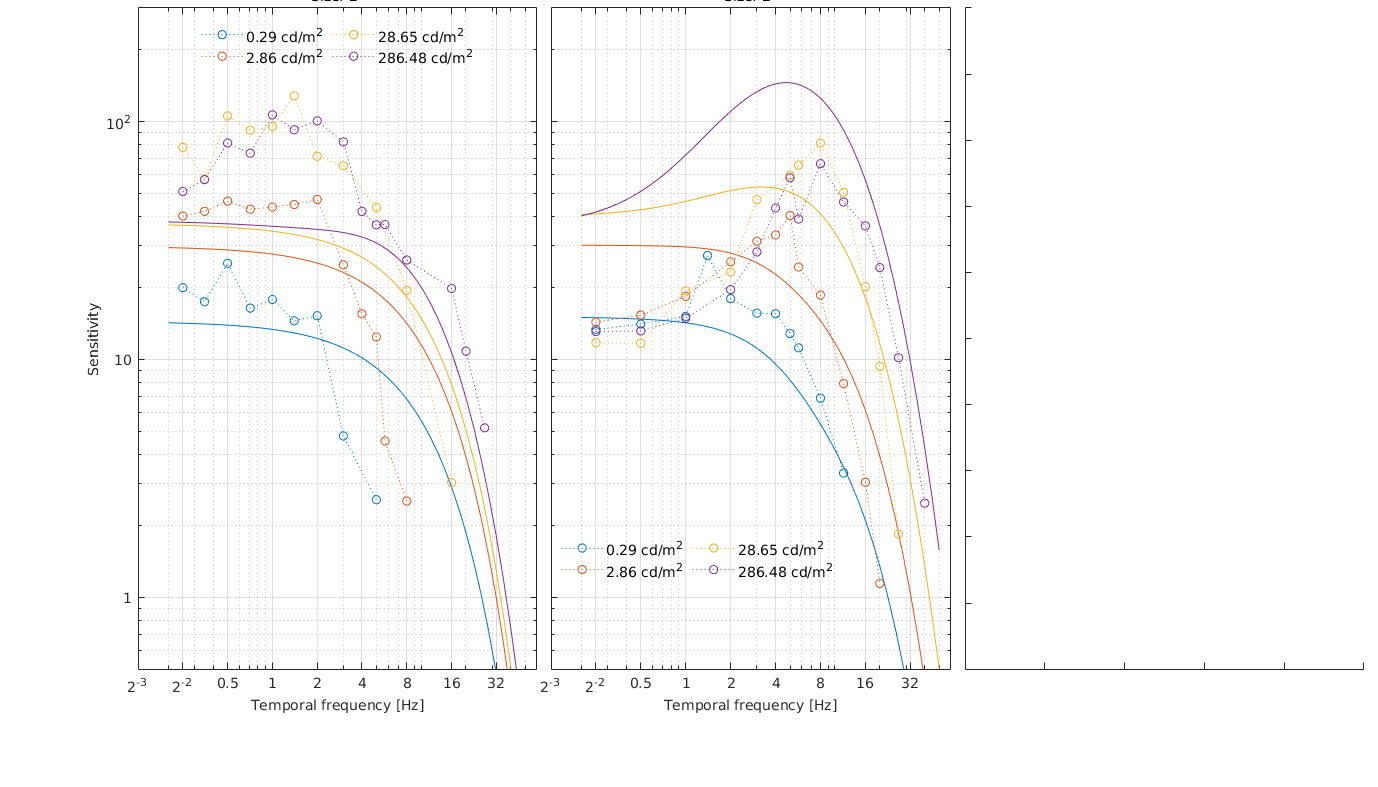 0.29 cd/m2 28.65 cd/m2
2.86 cd/m2 286.48 cd/m2
10^2
10
1
Sensitivity
2^-3 2^-2 0.5 1 2 4 8 16 32
Temporal frequency [Hz]
0.29 cd/m2 28.65 cd/m2
2.86 cd/m2 286.48 cd/m2
2^-3 2^-2 0.5 1 2 4 8 16 32
Temporal frequency [Hz]